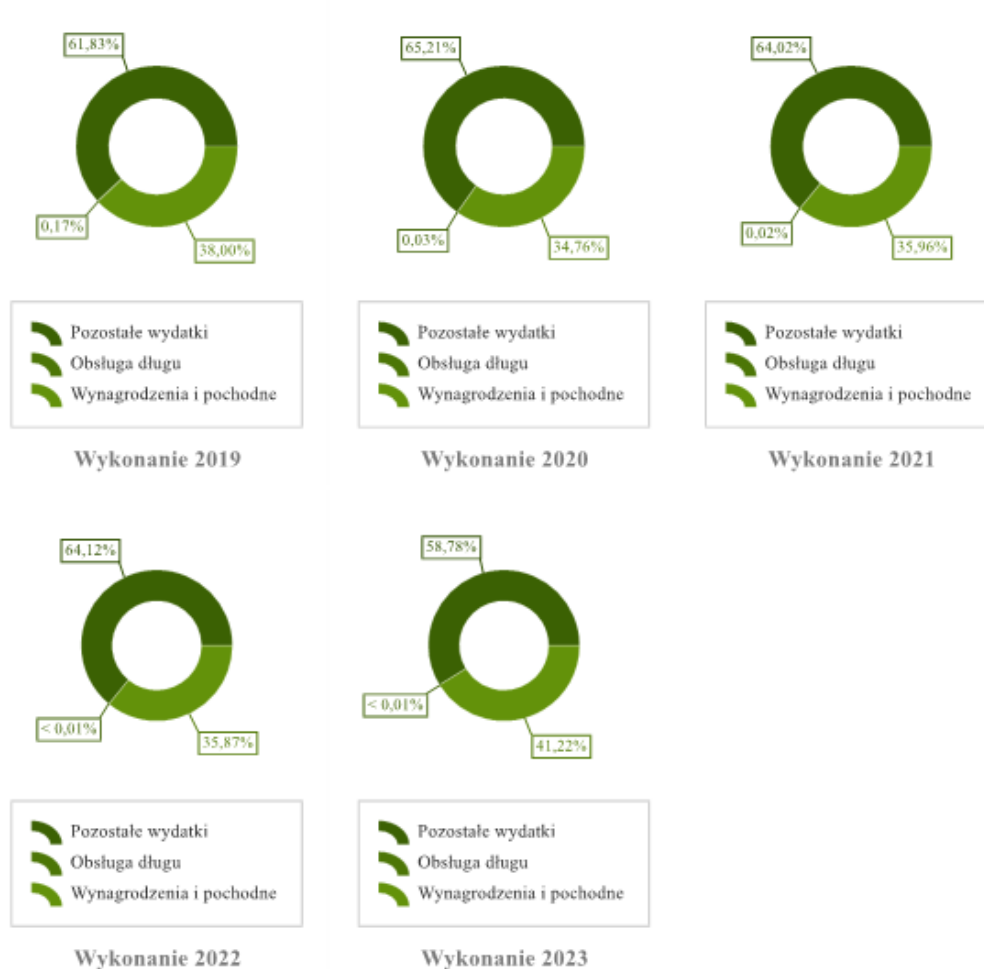 61,83%
0,17%
38,00%
Pozostałe wydatki
Obsługa długu
Wynagrodzenia i pochodne
Wykonanie 2019
65,21%
0,03%
34,76%
Pozostałe wydatki
Obsługa długu
Wynagrodzenia i pochodne
Wykonanie 2020
64,02%
0,02%
35,96%
Pozostałe wydatki
Obsługa długu
Wynagrodzenia i pochodne
Wykonanie 2021
64,12%
< 0,01%
35,87%
Pozostałe wydatki
Obsługa długu
Wynagrodzenia i pochodne
Wykonanie 2022
58,78%
< 0,01%
41,22%
Pozostałe wydatki
Obsługa długu
Wynagrodzenia i pochodne
Wykonanie 2023